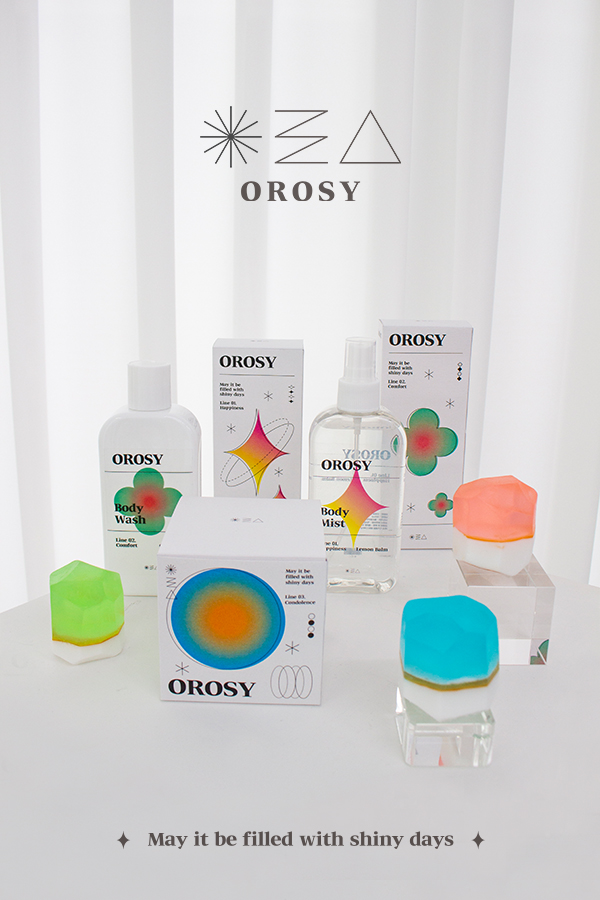 OROSY
OROSY
May it be
filled with
shiny days
Line 01.
Happiness
OROSY
May it be
filled with
shiny days
Line 02.
Comfort
OROSY
Body
Wash
Line 02.
Comfort
OROSY
OROSY
Body
Mist
Lemon Balm
May it be
filled with
shiny days
Line 03.
Condolence
OROSY
May it be filled with shiny days